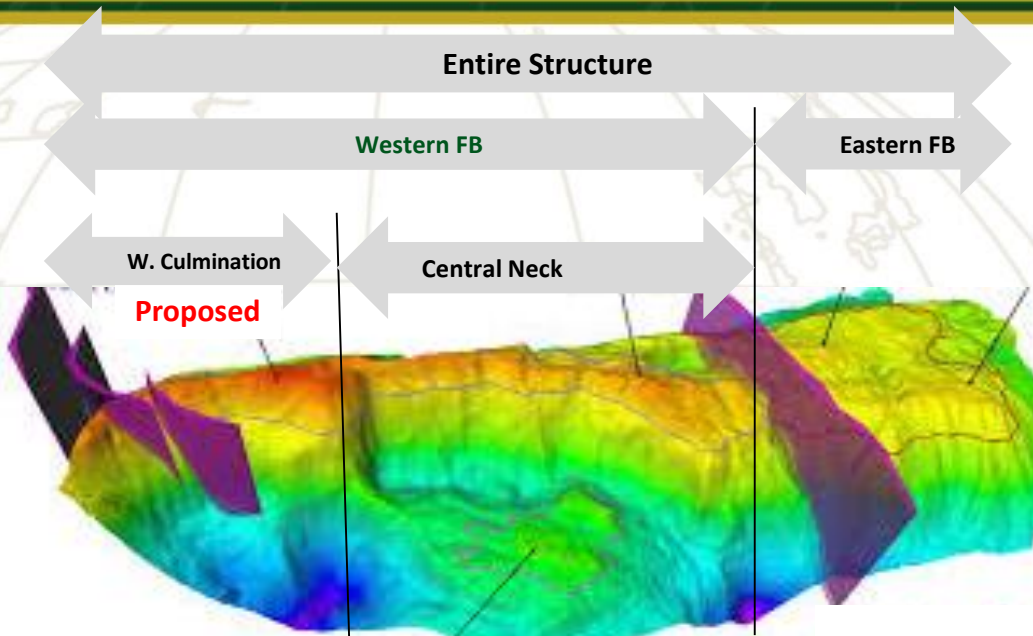 Entire Structure
Western FB
Eastern FB
W. Culmination
Central Neck
Proposed